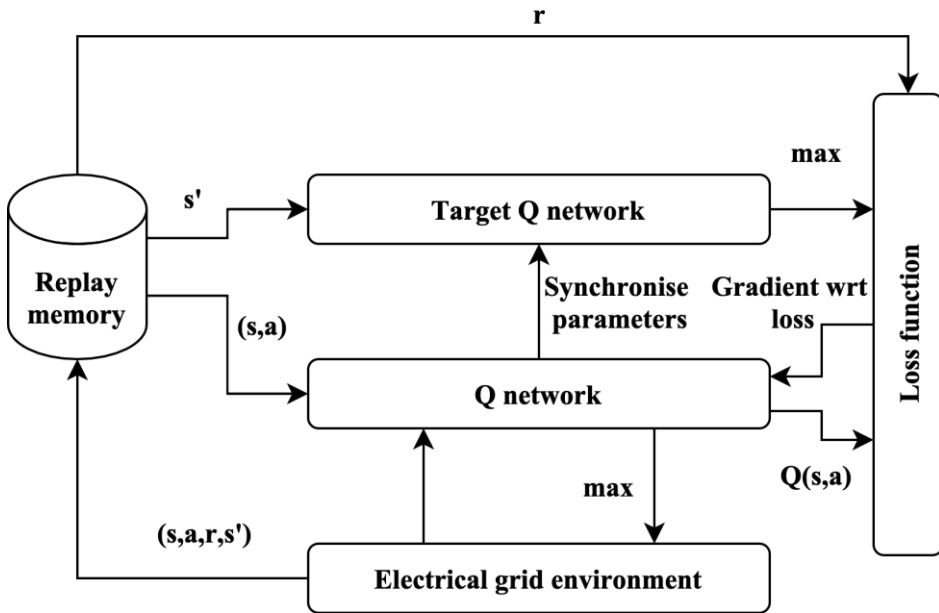 r
max
s'
Target Q network
Replay
memory
Synchronise
parameters
Gradient wrt
loss
(s,a)
Loss function
Q network
Q(s,a)
max
(s,a,r,s')
Electrical grid environment